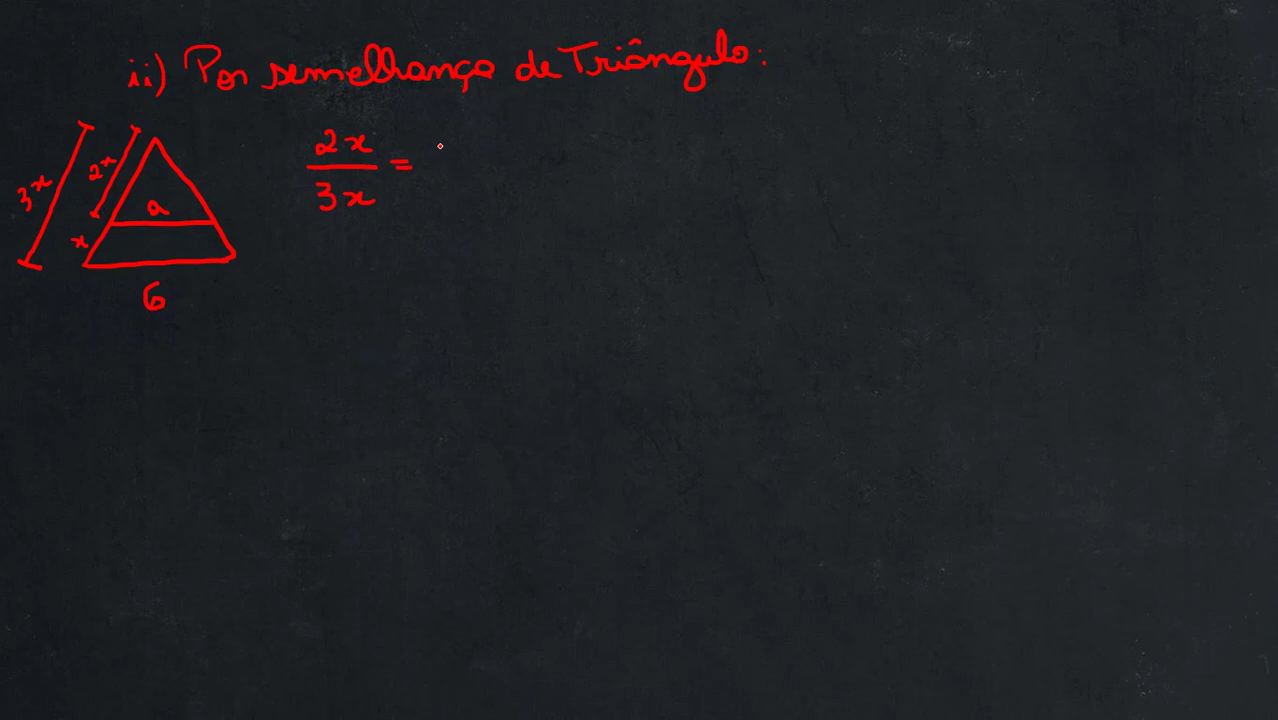 ii) Por semelhança de Triângulo:
3x
2x
a
x
6
2x
— =
3x